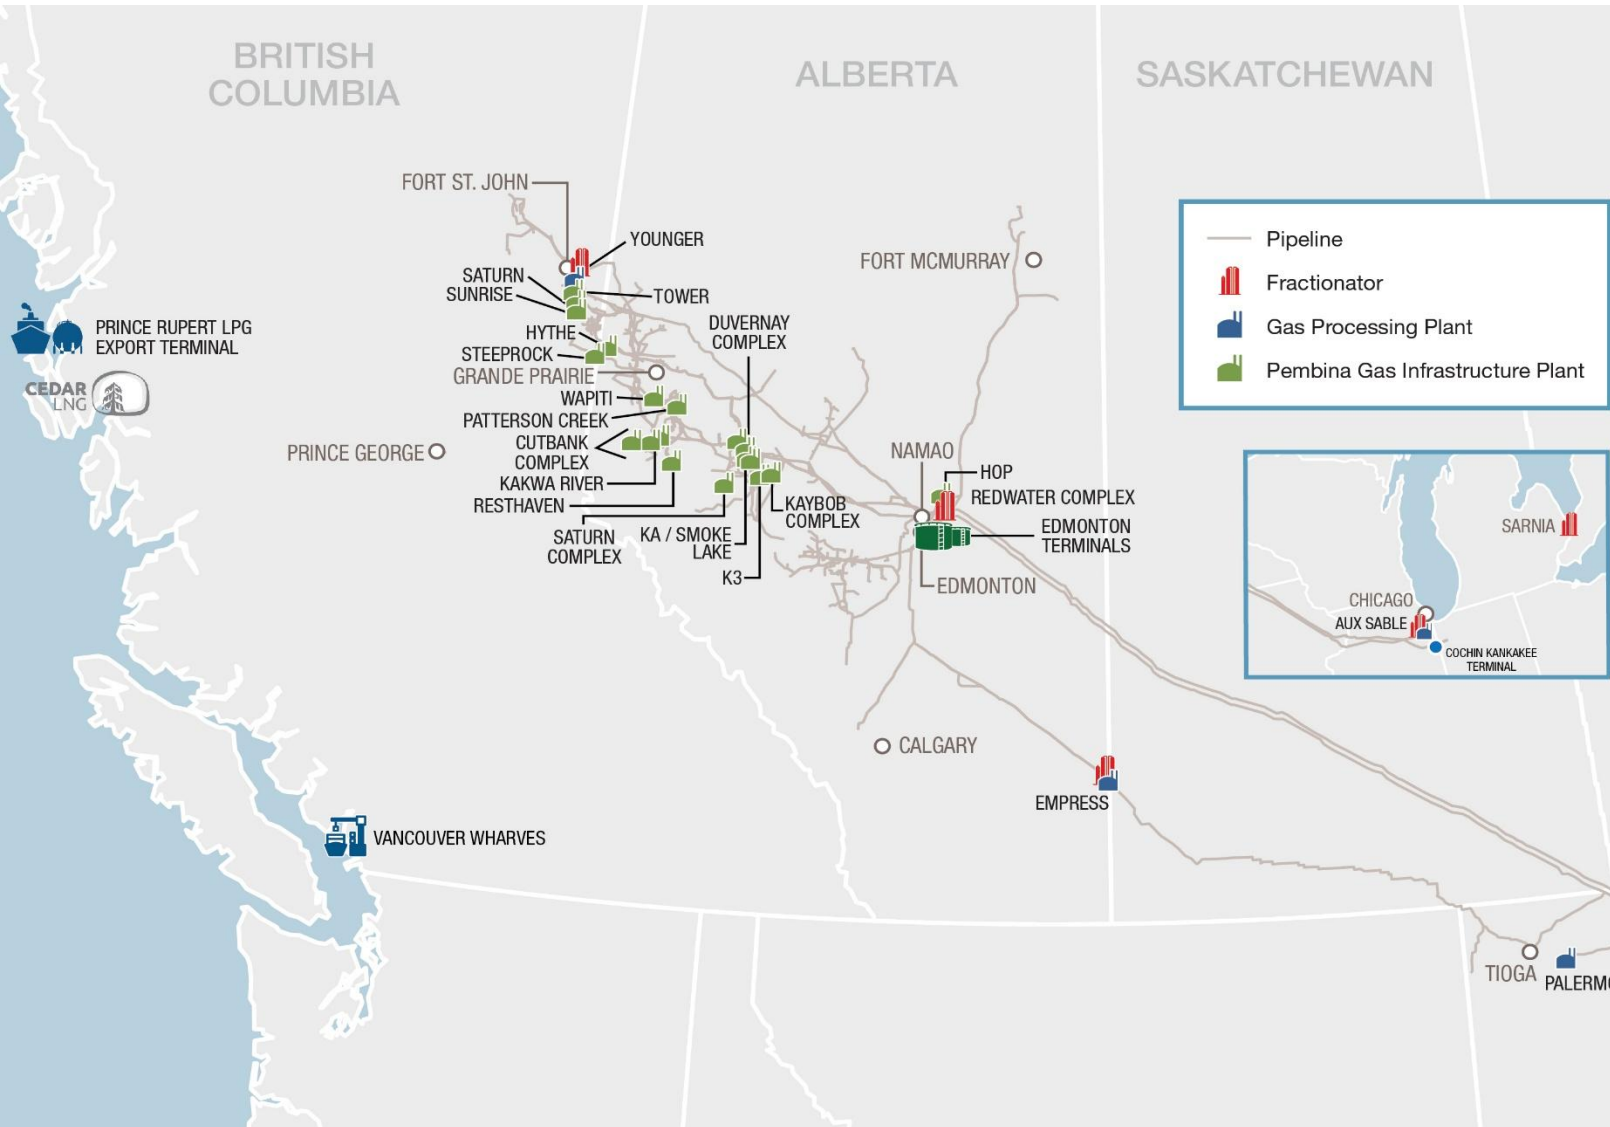 BRITISH
COLUMBIA
ALBERTA
SASKATCHEWAN
FORT ST. JOHN
YOUNGER
SATURN
SUNRISE
TOWER
HYTHE
STEEPROCK
GRANDE PRAIRIE
DUVERNAY
COMPLEX
WAPITI
PATTERSON CREEK
CUTBANK
COMPLEX
KAKWA RIVER
RESTHAVEN
SATURN
COMPLEX
KA / SMOKE
LAKE
K3
KAYBOB
COMPLEX
FORT MCMURRAY
PRINCE RUPERT LPG
EXPORT TERMINAL
CEDAR
LNG
PRINCE GEORGE
NAMAO
HOP
REDWATER COMPLEX
EDMONTON
TERMINALS
EDMONTON
CALGARY
EMPRESS
VANCOUVER WHARVES
TIOGA
PALERMO
Pipeline
Fractionator
Gas Processing Plant
Pembina Gas Infrastructure Plant
SARNIA
CHICAGO
AUX SABLE
COCHIN KANKAKEE
TERMINAL